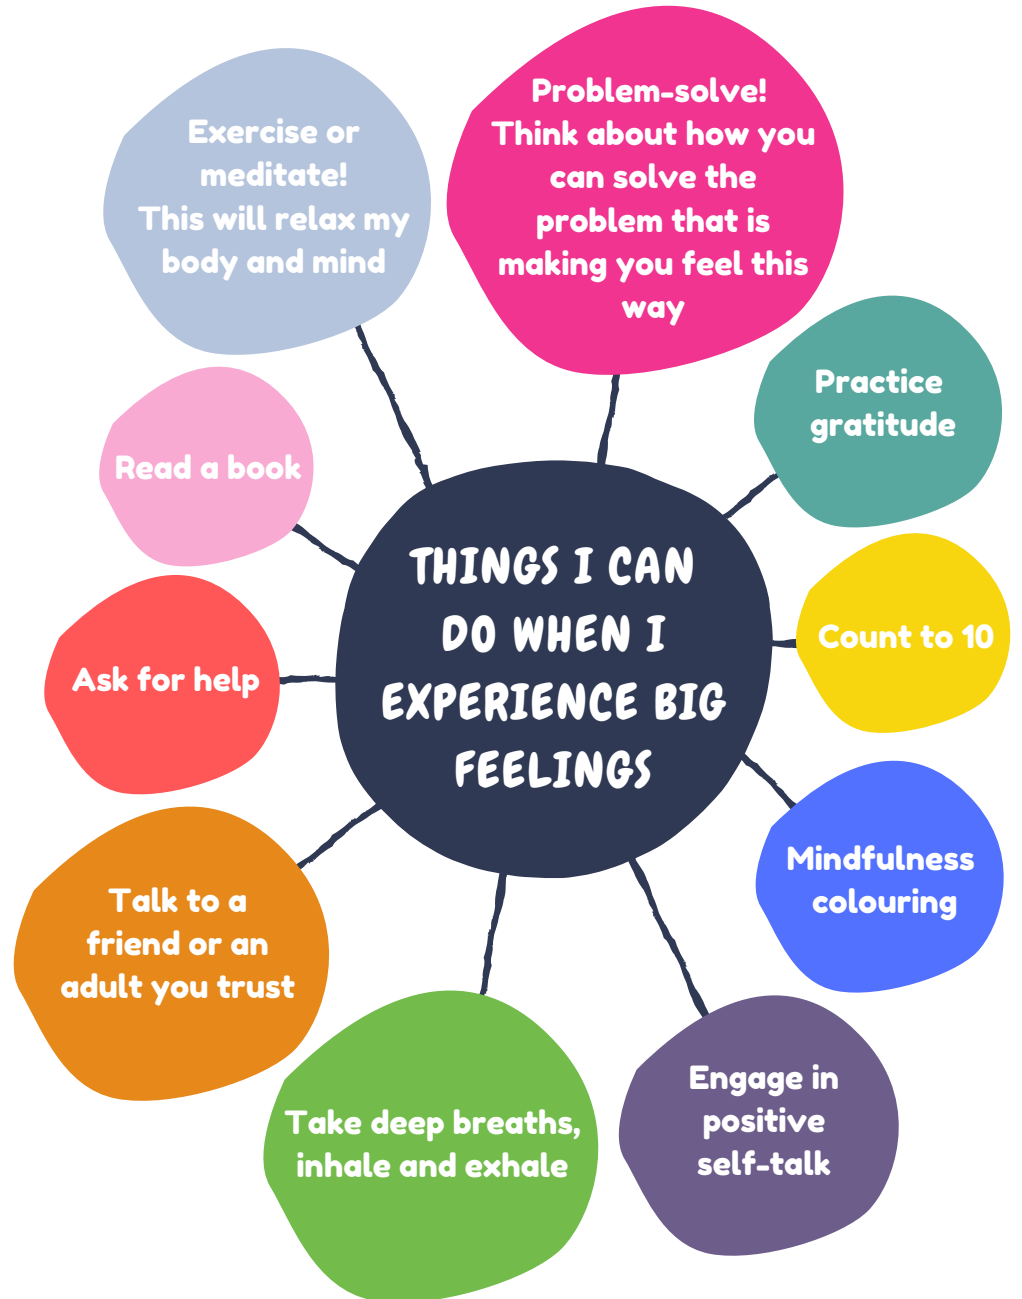 Exercise or
meditate!
This will relax my
body and mind
Problem-solve!
Think about how you
can solve the
problem that is
making you feel this
way
Practice
gratitude
Read a book
Count to 10
THINGS I CAN
DO WHEN I
EXPERIENCE BIG
FEELINGS
Ask for help
Mindfulness
colouring
Talk to a
friend or an
adult you trust
Engage in
positive
self-talk
Take deep breaths,
inhale and exhale